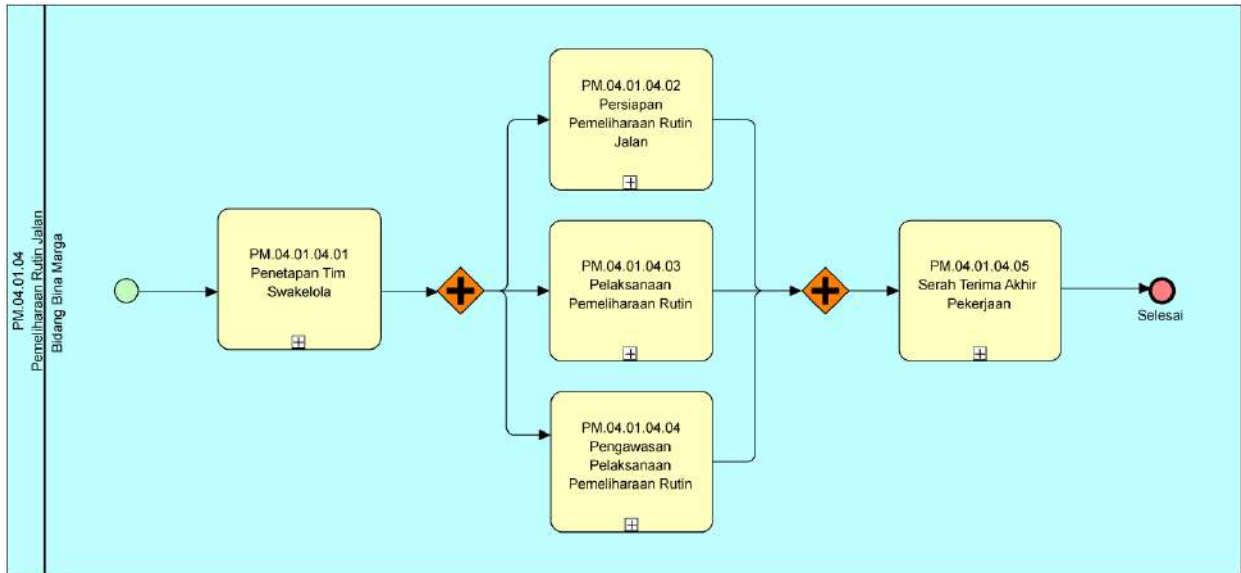 PM.04.01.04
Pemeliharaan Rutin Jalan
Bidang Bina Marga
PM.04.01.04.01
Penetapan Tim
Swakelola
PM.04.01.04.02
Persiapan
Pemeliharaan Rutin
Jalan
PM.04.01.04.03
Pelaksanaan
Pemeliharaan Rutin
PM.04.01.04.04
Pengawasan
Pelaksanaan
Pemeliharaan Rutin
PM.04.01.04.05
Serah Terima Akhir
Pekerjaan
Selesai